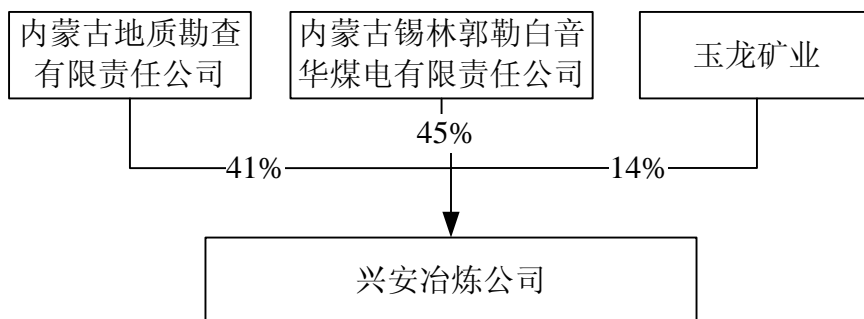 内蒙古地质勘查
有限责任公司
内蒙古锡林郭勒白音
华煤电有限责任公司
玉龙矿业
45%
41%
14%
兴安冶炼公司